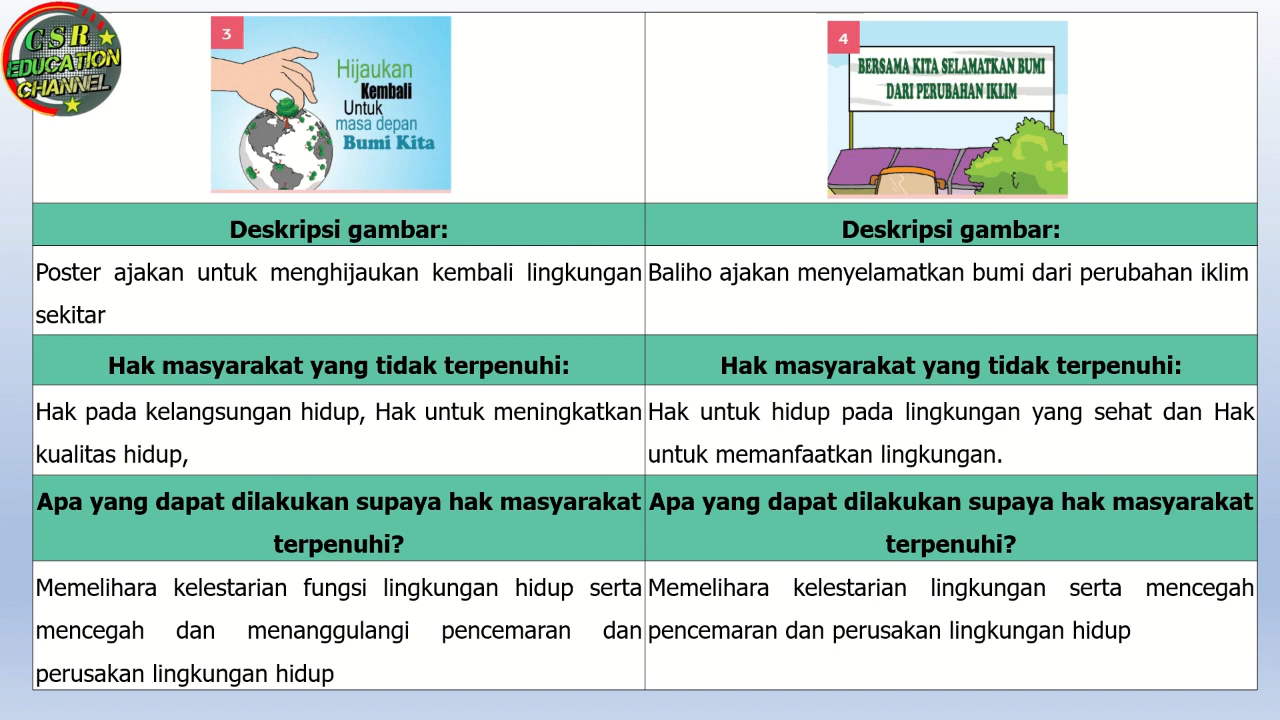 CSR
EDUCATION
CHANNEL
3
Hijaukan
Kembali
Untuk
masa depan
Bumi Kita
4
BERSAMA KITA SELAMATKAN BUMI
DARI PERUBAHAN IKLIM
Deskripsi gambar:
Poster ajakan untuk menghijaukan kembali lingkungan
sekitar
Deskripsi gambar:
Baliho ajakan menyelamatkan bumi dari perubahan iklim
Hak masyarakat yang tidak terpenuhi:
Hak pada kelangsungan hidup, Hak untuk meningkatkan
kualitas hidup,
Hak masyarakat yang tidak terpenuhi:
Hak untuk hidup pada lingkungan yang sehat dan Hak
untuk memanfaatkan lingkungan.
Apa yang dapat dilakukan supaya hak masyarakat
terpenuhi?
Memelihara kelestarian fungsi lingkungan hidup serta
mencegah dan menanggulangi pencemaran dan
perusakan lingkungan hidup
Apa yang dapat dilakukan supaya hak masyarakat
terpenuhi?
Memelihara kelestarian lingkungan serta mencegah
pencemaran dan perusakan lingkungan hidup